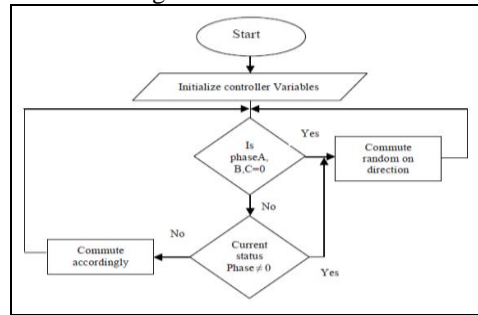 Start
Initialize controller Variables
Is
phaseA,
B,C=0
Yes
Commute
random on
direction
No
Current
status
Phase ≠ 0
No
Yes
Commute
accordingly